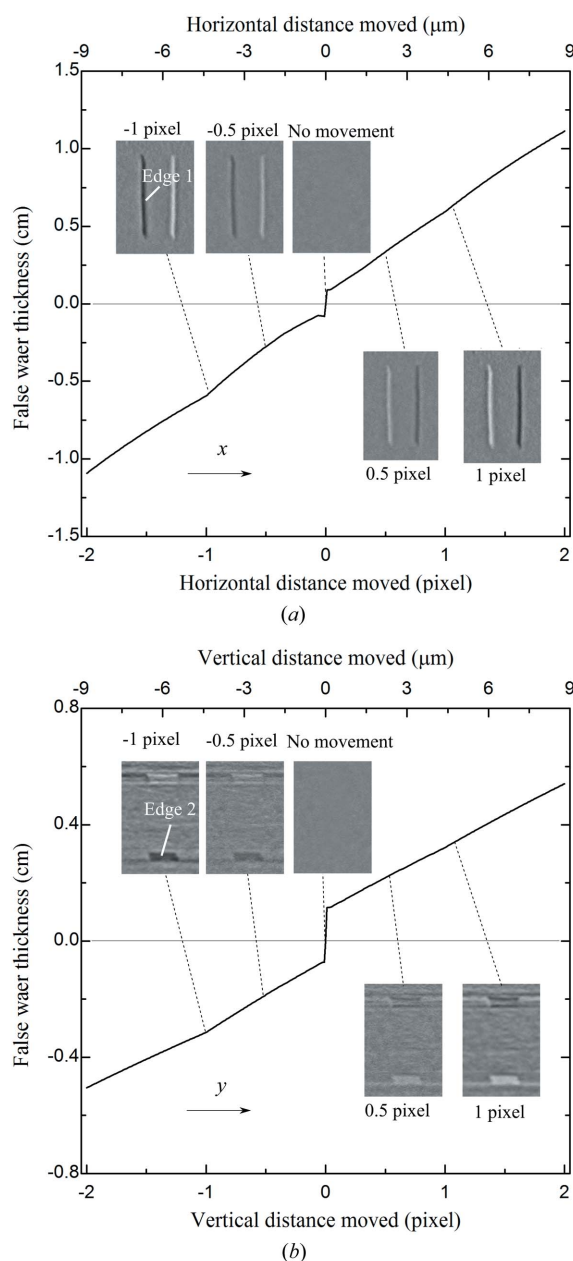 Horizontal distance moved (μm)
-9 -6 -3 0 3 6 9
1.5
1.0
0.5
0.0
-0.5
-1.0
-1.5
False waer thickness (cm)
-1 pixel -0.5 pixel No movement
Edge 1
0.5 pixel 1 pixel
x
-2 -1 0 1 2
Horizontal distance moved (pixel)
(a)
Vertical distance moved (μm)
-9 -6 -3 0 3 6 9
0.8
0.4
0.0
-0.4
-0.8
False waer thickness (cm)
-1 pixel -0.5 pixel No movement
Edge 2
0.5 pixel 1 pixel
y
-2 -1 0 1 2
Vertical distance moved (pixel)
(b)